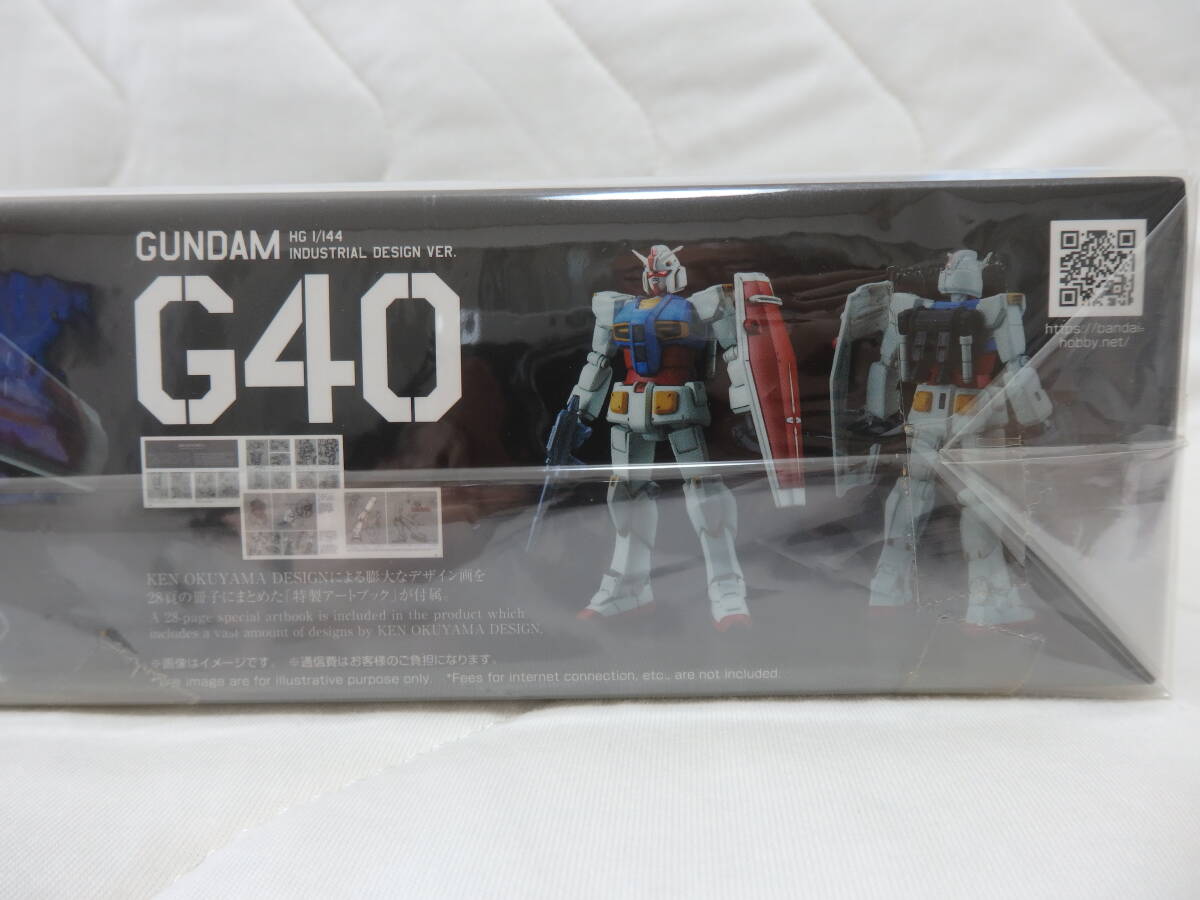 GUNDAM HG 1/144
INDUSTRIAL DESIGN VER.
G40
https://bandai-
hobby.net/
KEN OKUYAMA DESIGNによる膨大なデザイン画を
28頁の冊子にまとめた「特製アートブック」が付属。
A 28-page special artbook is included in the product which
includes a vast amount of designs by KEN OKUYAMA DESIGN.
※画像はイメージです。 ※通信費はお客様のご負担になります。
image are for illustrative purpose only. *Fees for internet connection, etc., are not included.